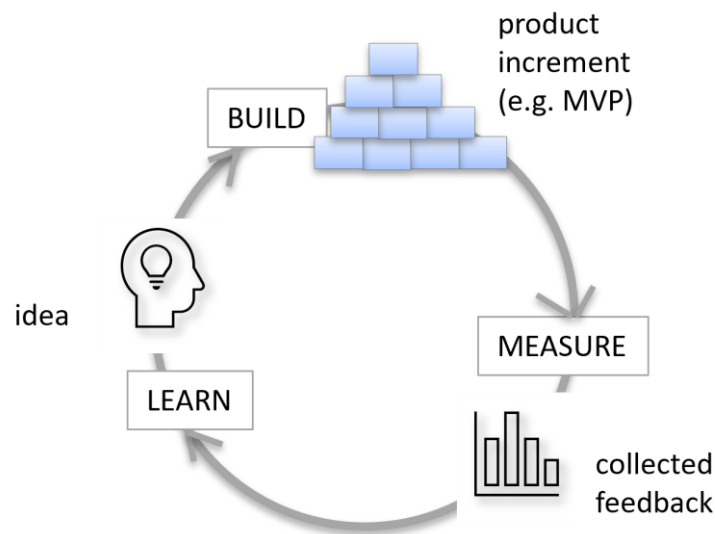 product
increment
(e.g. MVP)
BUILD
idea
MEASURE
LEARN
collected
feedback